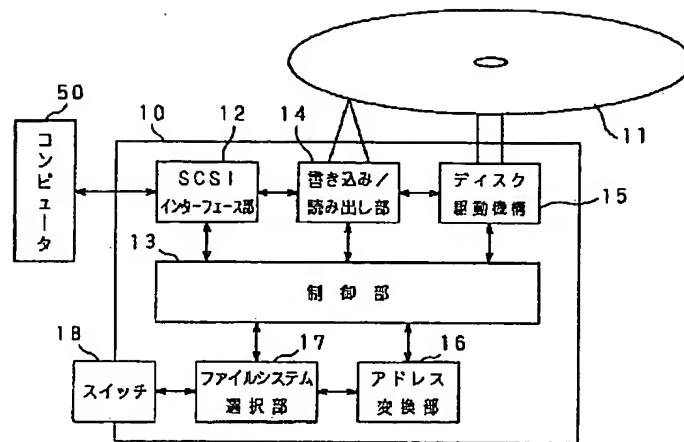 50
コンピュータ
10
12
14
11
SCSI
インターフェース部
書き込み/
読み出し部
ディスク
駆動機構
15
13
制御部
18
17
16
スイッチ
ファイルシステム
選択部
アドレス
変換部